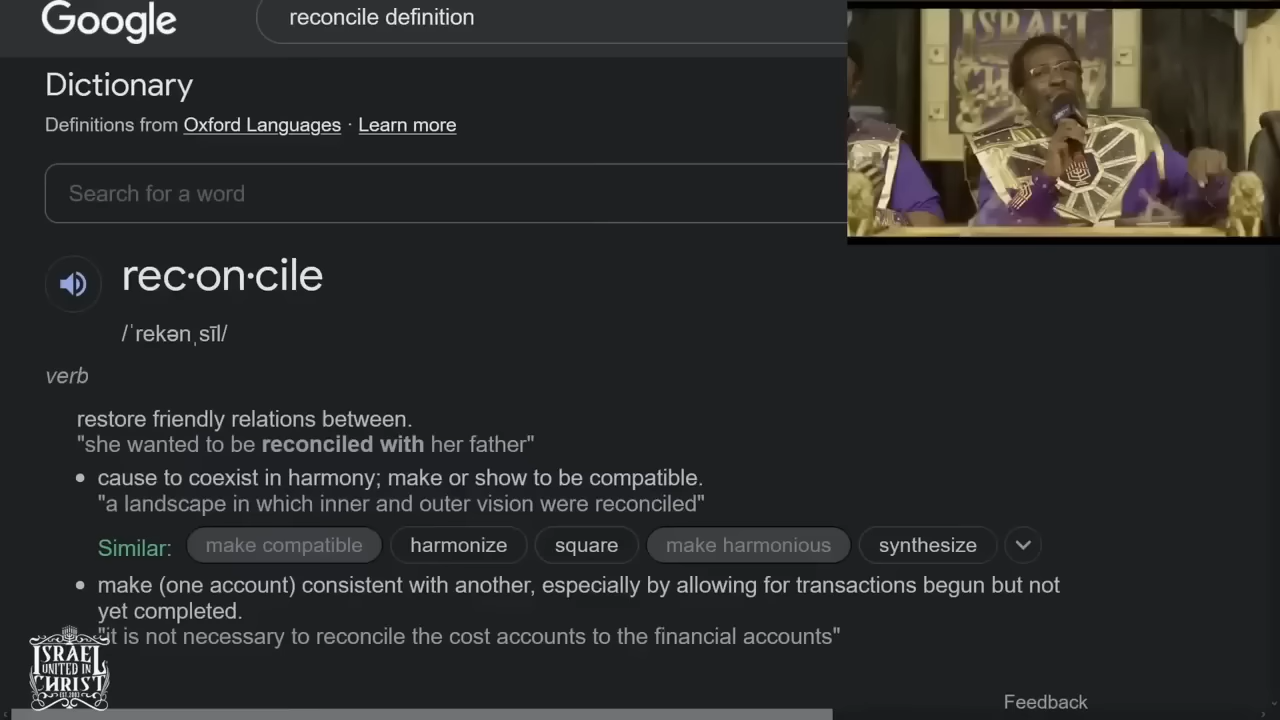 Google
reconcile definition
Dictionary
Definitions from Oxford Languages · Learn more
Search for a word
rec·on·cile
/ˈrekənˌsīl/
verb
restore friendly relations between.
"she wanted to be reconciled with her father"
• cause to coexist in harmony; make or show to be compatible.
"a landscape in which inner and outer vision were reconciled"
Similar: make compatible harmonize square make harmonious synthesize
• make (one account) consistent with another, especially by allowing for transactions begun but not
yet completed.
"it is not necessary to reconcile the cost accounts to the financial accounts"
Feedback
ISRAEL
UNITED IN
CHRIST
EST. 2003
ISRAEL
CHRIST